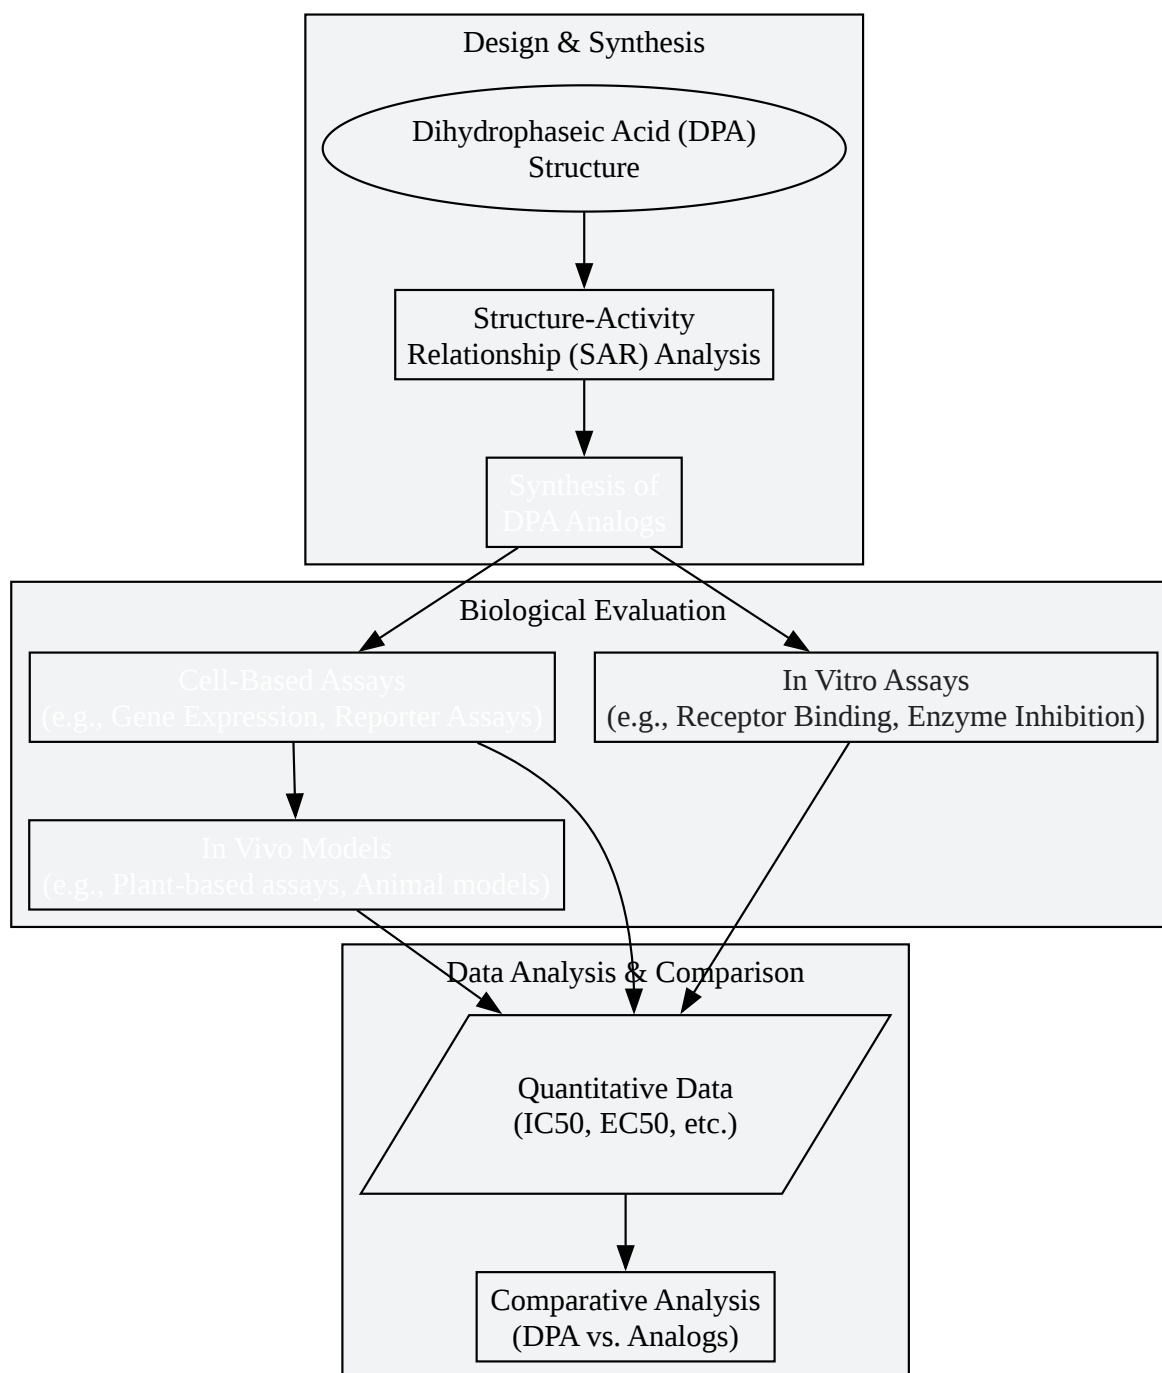 Design & Synthesis
Dihydrophaseic Acid (DPA)
Structure
Structure-Activity
Relationship (SAR) Analysis
Synthesis of
DPA Analogs
Biological Evaluation
Cell-Based Assays
(e.g., Gene Expression, Reporter Assays)
In Vitro Assays
(e.g., Receptor Binding, Enzyme Inhibition)
In Vivo Models
(e.g., Plant-based assays, Animal models)
Data Analysis & Comparison
Quantitative Data
(IC50, EC50, etc.)
Comparative Analysis
(DPA vs. Analogs)